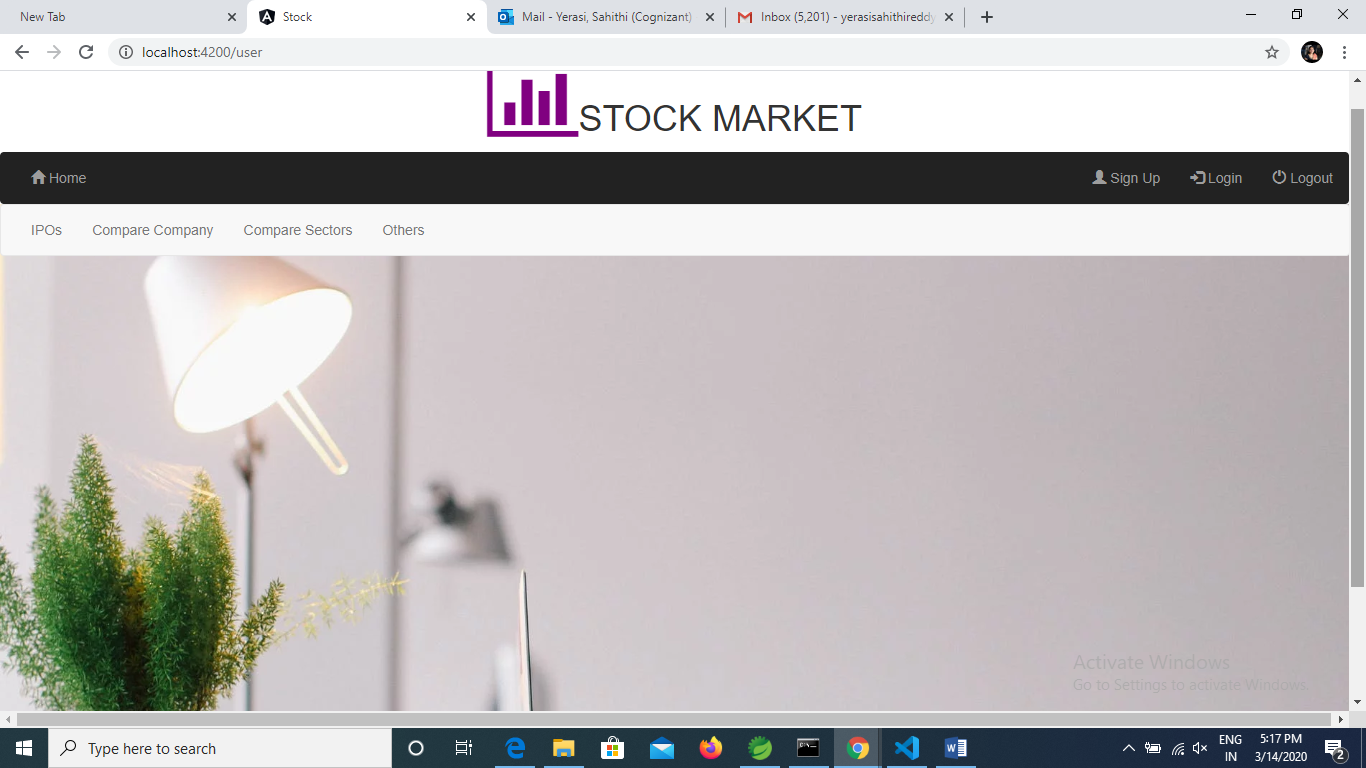 New Tab
Stock
Mail - Yerasi, Sahithi (Cognizant)
Inbox (5,201) - yerasisahithireddy
localhost:4200/user
STOCK MARKET
Home
Sign Up
Login
Logout
IPOs
Compare Company
Compare Sectors
Others
Activate Windows
Go to Settings to activate Windows.
Type here to search
ENG
IN
5:17 PM
3/14/2020
2